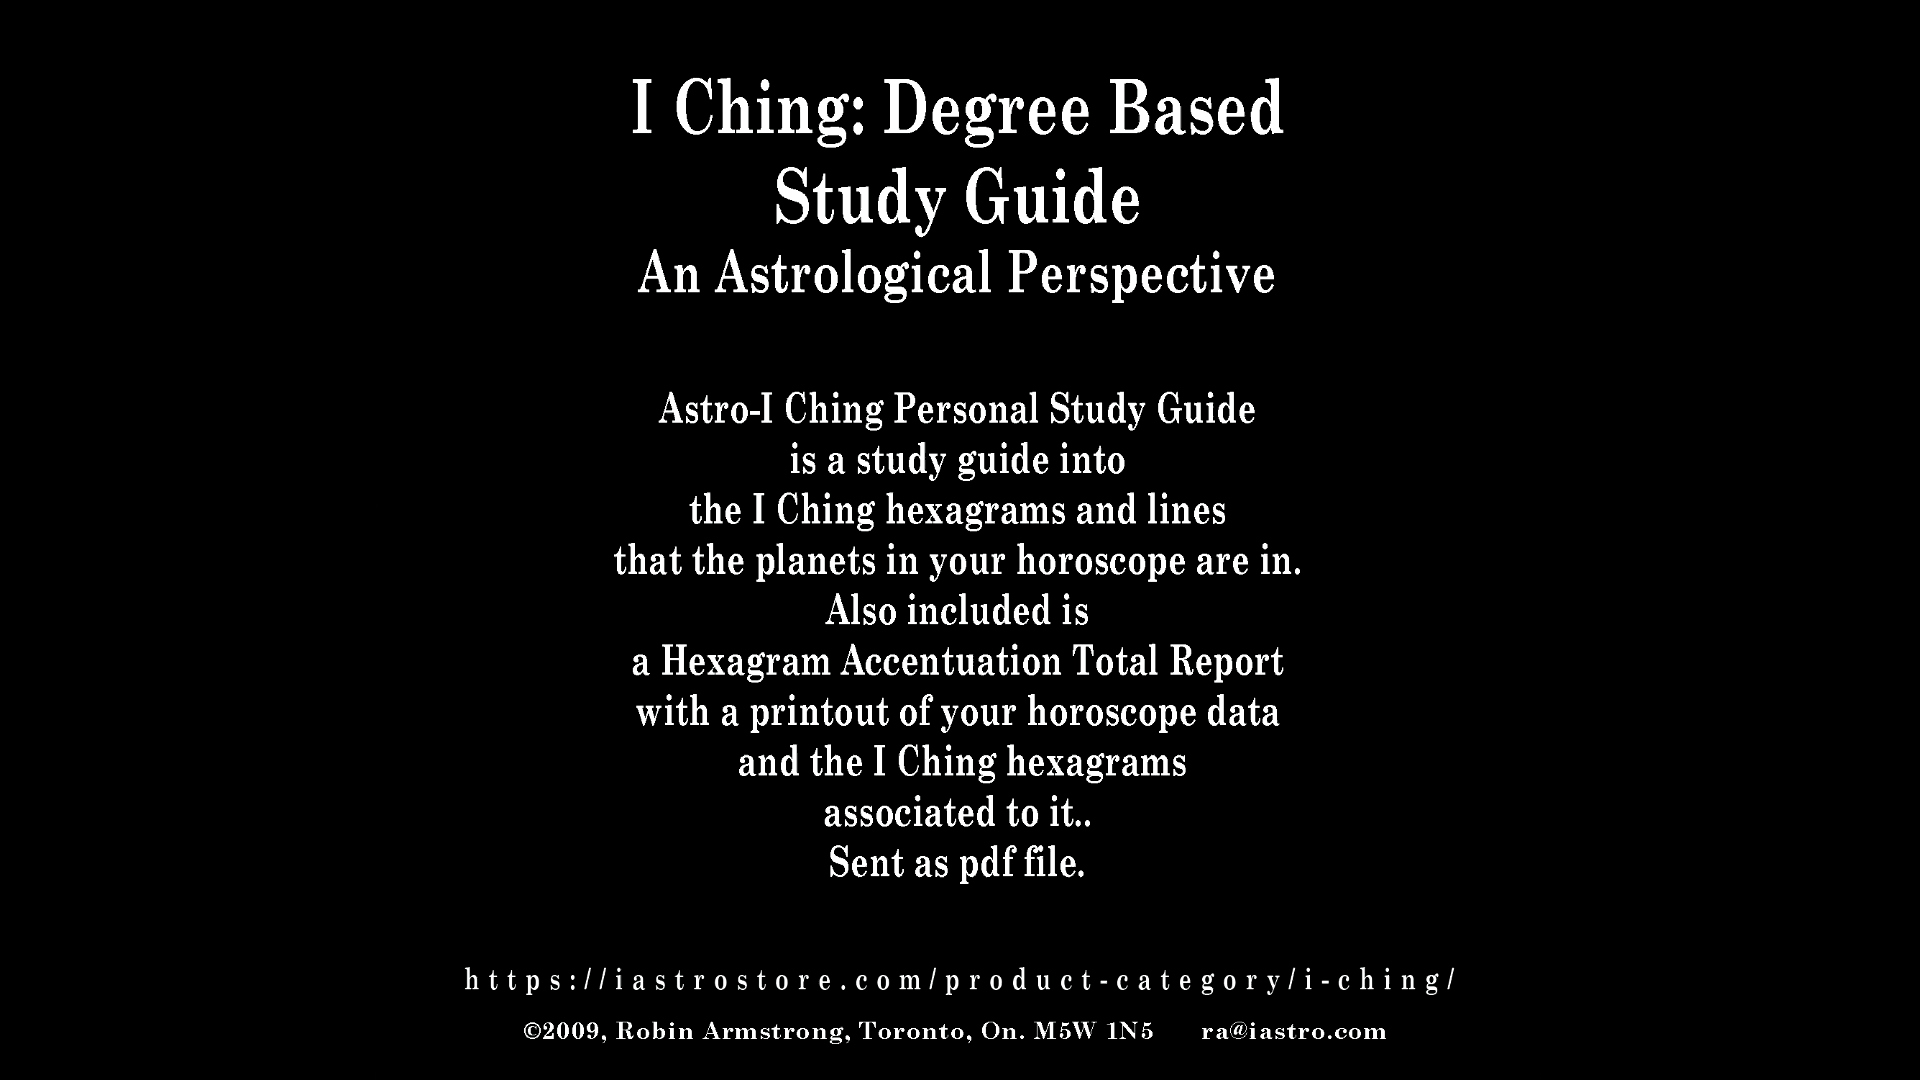 I Ching: Degree Based
Study Guide
An Astrological Perspective
Astro-I Ching Personal Study Guide
is a study guide into
the I Ching hexagrams and lines
that the planets in your horoscope are in.
Also included is
a Hexagram Accentuation Total Report
with a printout of your horoscope data
and the I Ching hexagrams
associated to it..
Sent as pdf file.
https://iastrostore.com/product-category/i-ching/
©2009, Robin Armstrong, Toronto, On. M5W 1N5 ra@iastro.com